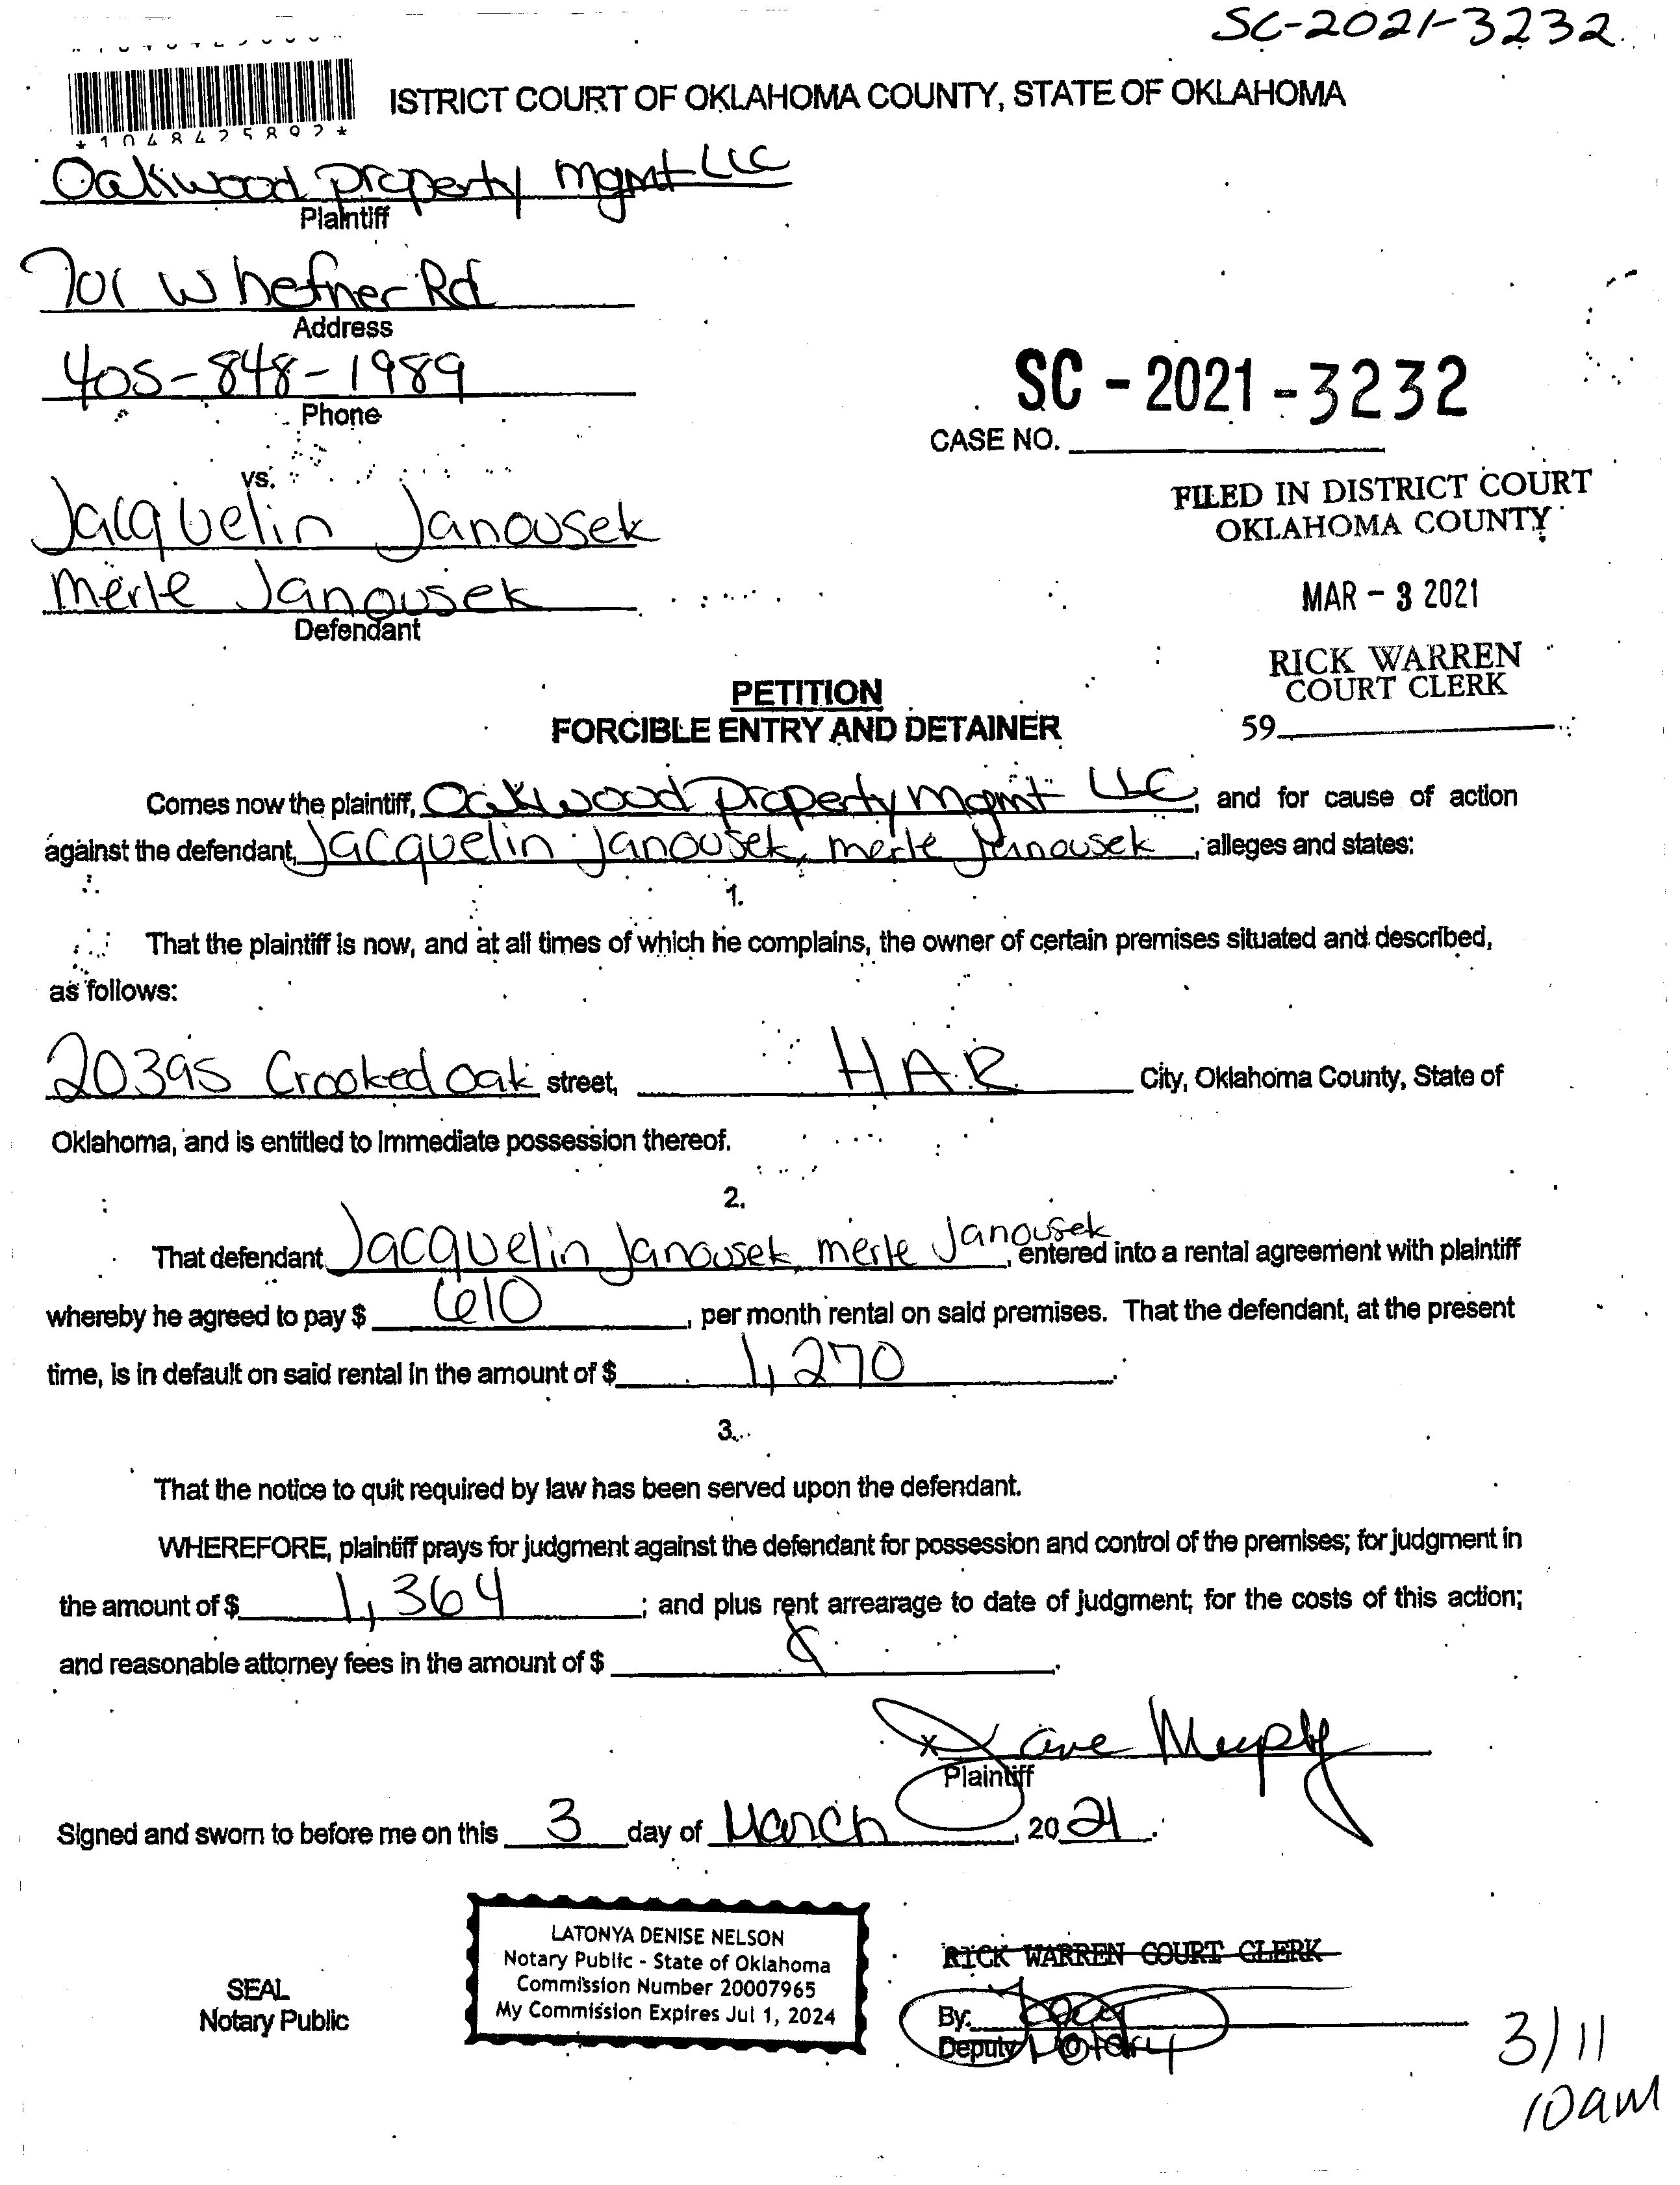 SC-2021-3232
ISTRICT COURT OF OKLAHOMA COUNTY, STATE OF OKLAHOMA
*1048425892*
Oakwood Property Mgmt LLC
Plaintiff
701 W hefner Rd
Address
405-848-1989
Phone
SC - 2021 - 3232
CASE NO.
vs.
FILED IN DISTRICT COURT
OKLAHOMA COUNTY
Jacquelin Janousek
merle Janousek
Defendant
MAR - 3 2021
RICK WARREN
COURT CLERK
59
PETITION
FORCIBLE ENTRY AND DETAINER
Comes now the plaintiff, Oakwood Property Mgmt LLC, and for cause of action
against the defendant, Jacquelin Janousek, merle Janousek, alleges and states:
1.
That the plaintiff is now, and at all times of which he complains, the owner of certain premises situated and described,
as follows:
20395 Crooked Oak street, HAR City, Oklahoma County, State of
Oklahoma, and is entitled to immediate possession thereof.
2.
That defendant Jacquelin Janousek, merle Janousek, entered into a rental agreement with plaintiff
whereby he agreed to pay $ 610, per month rental on said premises. That the defendant, at the present
time, is in default on said rental in the amount of $ 1,270.
3.
That the notice to quit required by law has been served upon the defendant.
WHEREFORE, plaintiff prays for judgment against the defendant for possession and control of the premises; for judgment in
the amount of $ 1,364; and plus rent arrearage to date of judgment; for the costs of this action;
and reasonable attorney fees in the amount of $
x Jane Murphy
Plaintiff
Signed and sworn to before me on this 3 day of March, 2021.
LATONYA DENISE NELSON
Notary Public - State of Oklahoma
Commission Number 20007965
My Commission Expires Jul 1, 2024
SEAL
Notary Public
RICK WARREN COURT CLERK
By:
Deputy Notary
3/11
10am